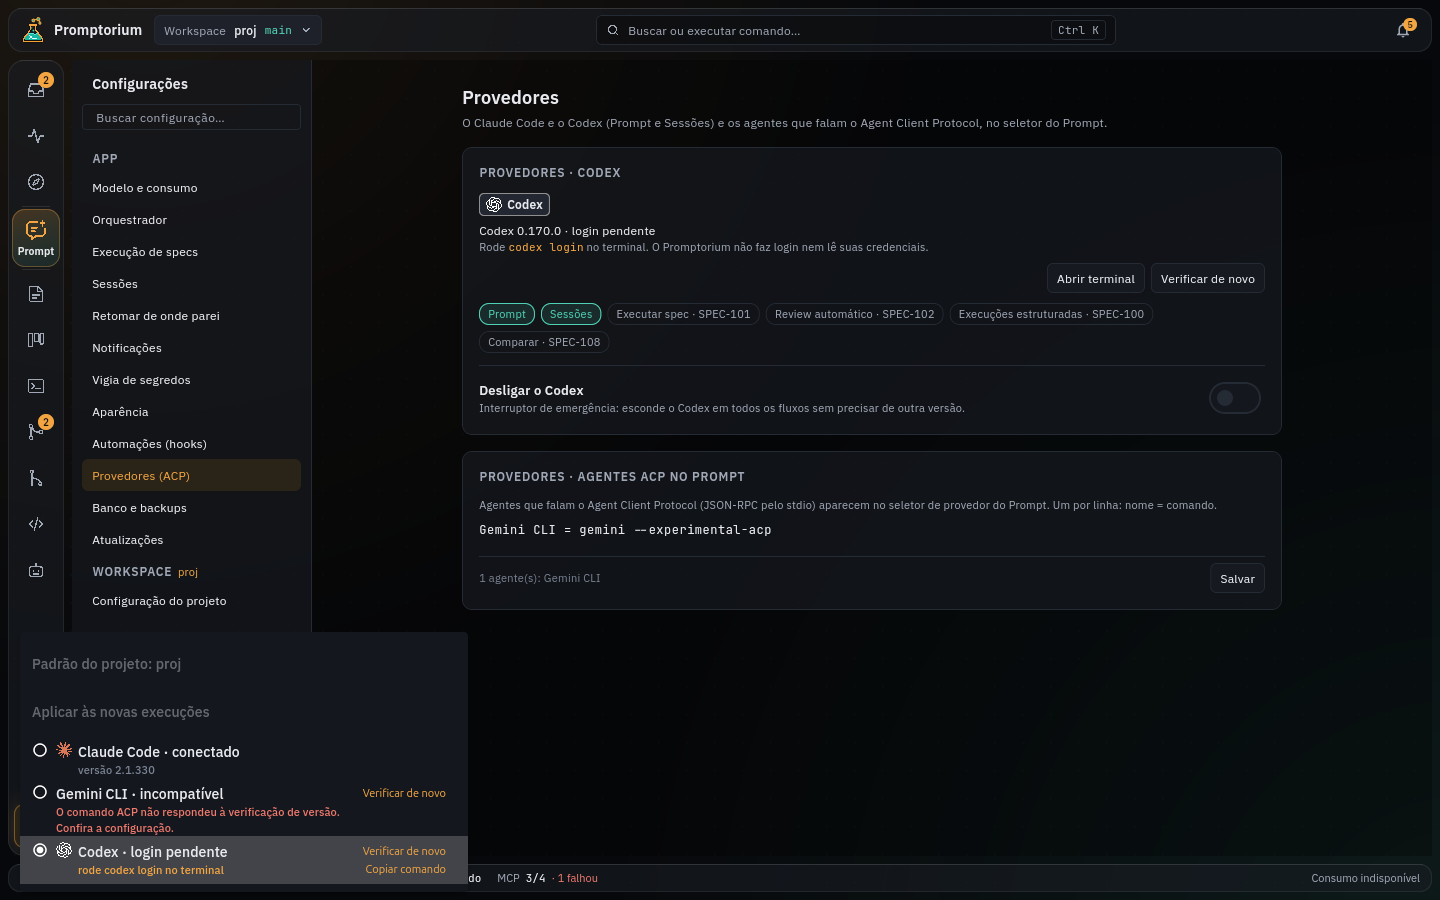 Promptorium
Workspace proj main
Buscar ou executar comando...
Ctrl K
5
2
Prompt
2
Configurações
Buscar configuração...
APP
Modelo e consumo
Orquestrador
Execução de specs
Sessões
Retomar de onde parei
Notificações
Vigia de segredos
Aparência
Automações (hooks)
Provedores (ACP)
Banco e backups
Atualizações
WORKSPACE proj
Configuração do projeto
Provedores
O Claude Code e o Codex (Prompt e Sessões) e os agentes que falam o Agent Client Protocol, no seletor do Prompt.
PROVEDORES · CODEX
Codex
Codex 0.170.0 · login pendente
Rode codex login no terminal. O Promptorium não faz login nem lê suas credenciais.
Abrir terminal
Verificar de novo
Prompt
Sessões
Executar spec · SPEC-101
Review automático · SPEC-102
Execuções estruturadas · SPEC-100
Comparar · SPEC-108
Desligar o Codex
Interruptor de emergência: esconde o Codex em todos os fluxos sem precisar de outra versão.
PROVEDORES · AGENTES ACP NO PROMPT
Agentes que falam o Agent Client Protocol (JSON-RPC pelo stdio) aparecem no seletor de provedor do Prompt. Um por linha: nome = comando.
Gemini CLI = gemini --experimental-acp
1 agente(s): Gemini CLI
Salvar
Padrão do projeto: proj
Aplicar às novas execuções
Claude Code · conectado
versão 2.1.330
Gemini CLI · incompatível
Verificar de novo
O comando ACP não respondeu à verificação de versão.
Confira a configuração.
Codex · login pendente
Verificar de novo
rode codex login no terminal
Copiar comando
do
MCP 3/4 · 1 falhou
Consumo indisponível